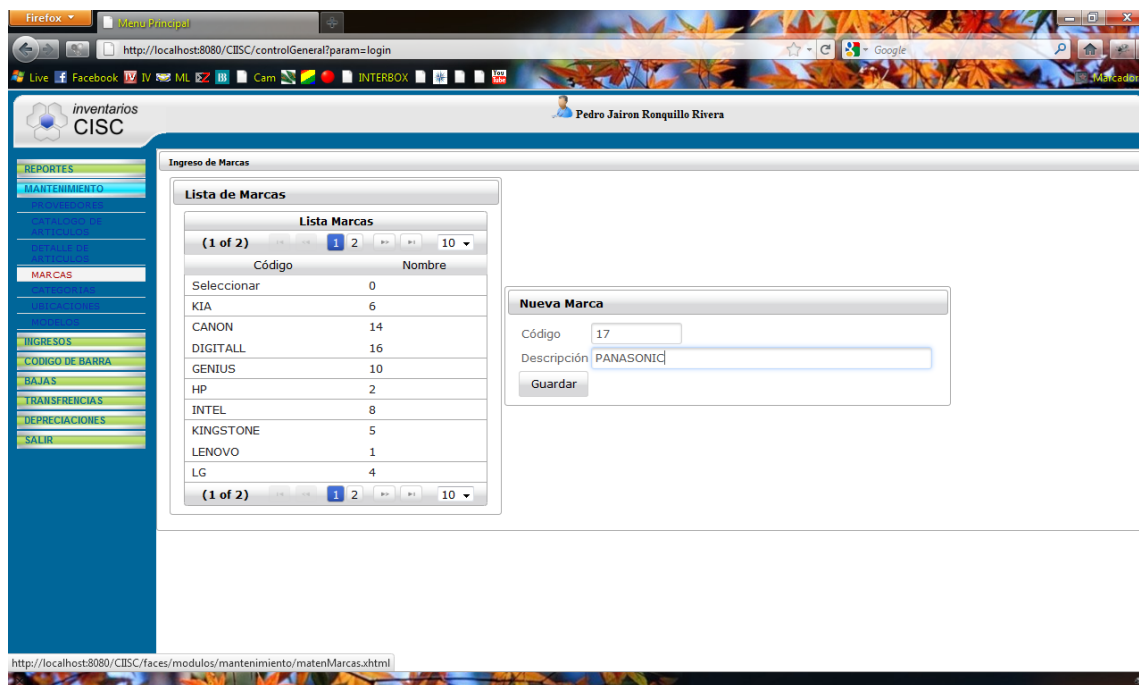 Firefox
Menu Principal
http://localhost:8080/CIISC/controlGeneral?param=login
Google
Live
Facebook
IV
ML
Cam
INTERBOX
You Tube
Marcador
inventarios
CISC
Pedro Jairon Ronquillo Rivera
REPORTES
MANTENIMIENTO
PROVEEDORES
CATALOGO DE
ARTICULOS
DETALLE DE
ARTICULOS
MARCAS
CATEGORIAS
UBICACIONES
MODELOS
INGRESOS
CODIGO DE BARRA
BAJAS
TRANSFRENCIAS
DEPRECIACIONES
SALIR
Ingreso de Marcas
Lista de Marcas
Lista Marcas
(1 of 2) 1 2 10
Código Nombre
Seleccionar 0
KIA 6
CANON 14
DIGITALL 16
GENIUS 10
HP 2
INTEL 8
KINGSTONE 5
LENOVO 1
LG 4
(1 of 2) 1 2 10
Nueva Marca
Código 17
Descripción PANASONIC
Guardar
http://localhost:8080/CIISC/faces/modulos/mantenimiento/matenMarcas.xhtml